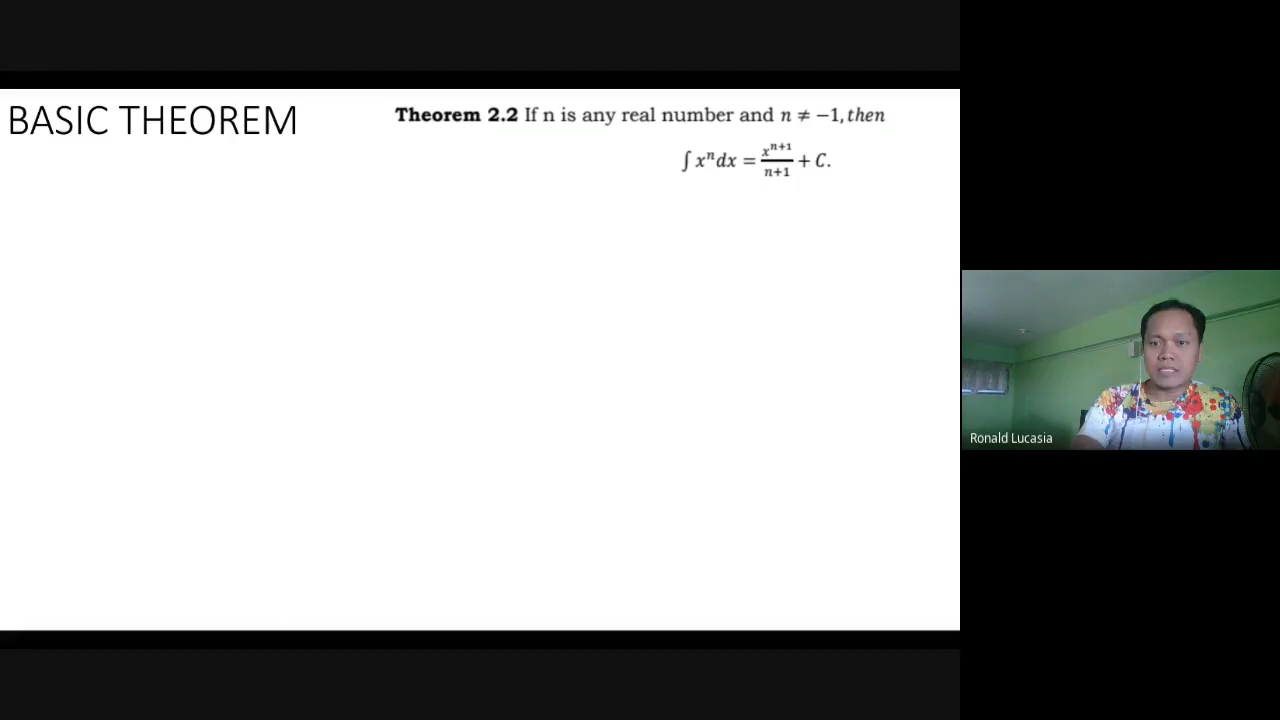 BASIC THEOREM
Theorem 2.2 If n is any real number and n ≠ −1, then
∫ xⁿdx = xⁿ⁺¹/n+1 + C.
Ronald Lucasia